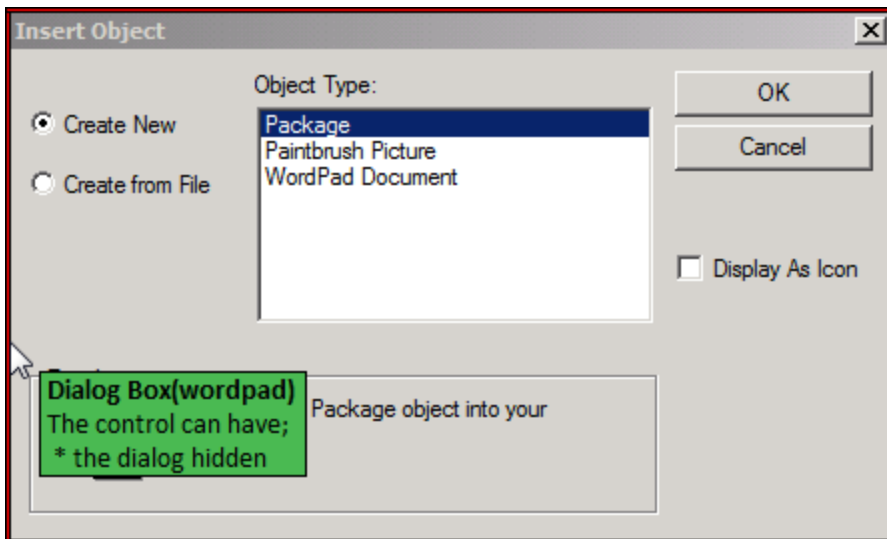 Insert Object
Object Type:
Create New
Create from File
Package
Paintbrush Picture
WordPad Document
OK
Cancel
Display As Icon
Dialog Box(wordpad)
The control can have;
* the dialog hidden
Package object into your